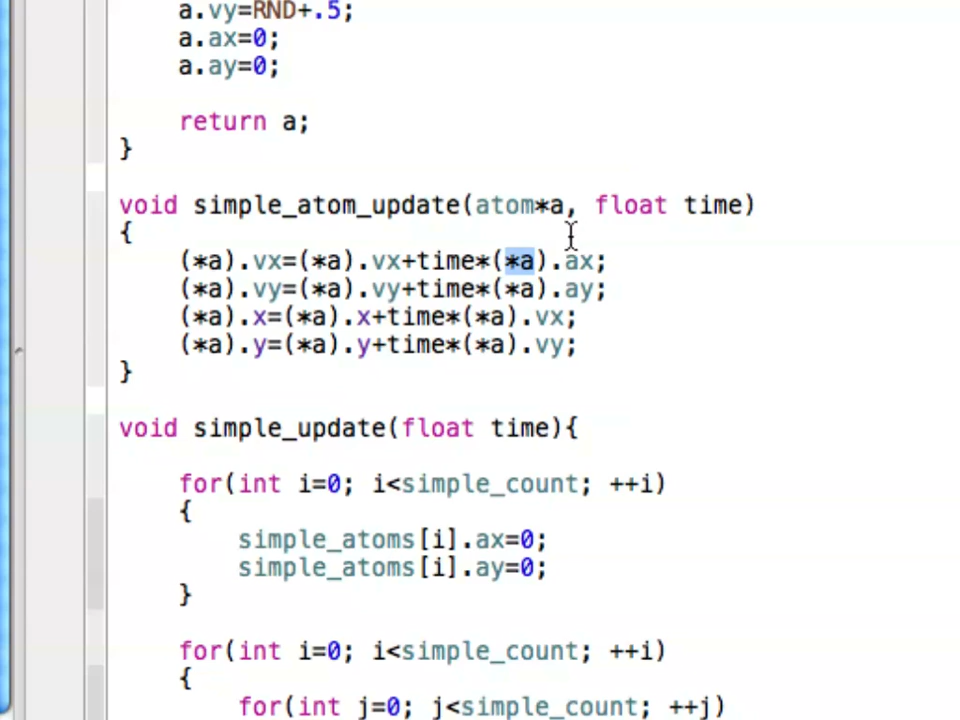 a.vy=RND+.5;
a.ax=0;
a.ay=0;
return a;
}
void simple_atom_update(atom*a, float time)
{
(*a).vx=(*a).vx+time*(*a).ax;
(*a).vy=(*a).vy+time*(*a).ay;
(*a).x=(*a).x+time*(*a).vx;
(*a).y=(*a).y+time*(*a).vy;
}
void simple_update(float time){
for(int i=0; i<simple_count; ++i)
{
simple_atoms[i].ax=0;
simple_atoms[i].ay=0;
}
for(int i=0; i<simple_count; ++i)
{
for(int j=0; j<simple_count; ++j)